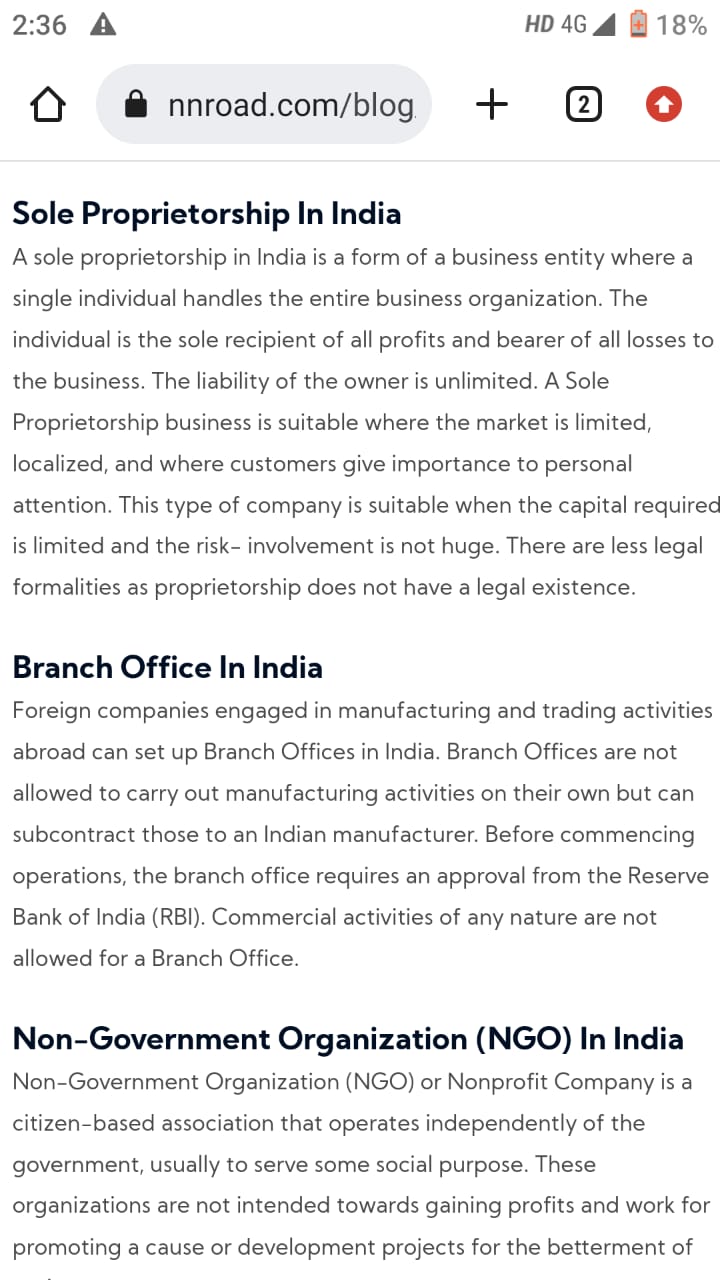 2:36
HD 4G 18%
nnroad.com/blog
2
Sole Proprietorship In India
A sole proprietorship in India is a form of a business entity where a
single individual handles the entire business organization. The
individual is the sole recipient of all profits and bearer of all losses to
the business. The liability of the owner is unlimited. A Sole
Proprietorship business is suitable where the market is limited,
localized, and where customers give importance to personal
attention. This type of company is suitable when the capital required
is limited and the risk- involvement is not huge. There are less legal
formalities as proprietorship does not have a legal existence.
Branch Office In India
Foreign companies engaged in manufacturing and trading activities
abroad can set up Branch Offices in India. Branch Offices are not
allowed to carry out manufacturing activities on their own but can
subcontract those to an Indian manufacturer. Before commencing
operations, the branch office requires an approval from the Reserve
Bank of India (RBI). Commercial activities of any nature are not
allowed for a Branch Office.
Non-Government Organization (NGO) In India
Non-Government Organization (NGO) or Nonprofit Company is a
citizen-based association that operates independently of the
government, usually to serve some social purpose. These
organizations are not intended towards gaining profits and work for
promoting a cause or development projects for the betterment of